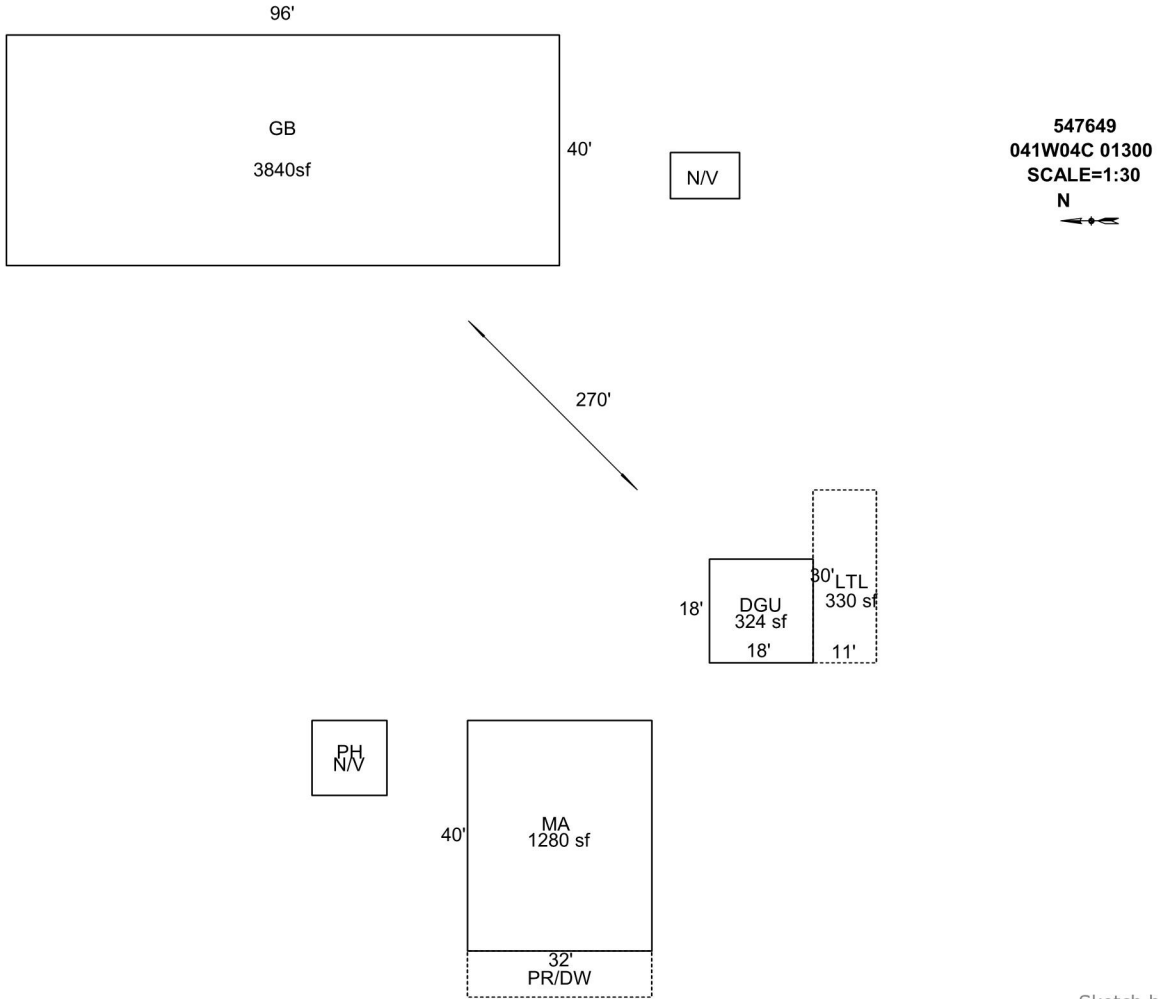 96'
GB
3840sf
40'
N/V
547649
041W04C 01300
SCALE=1:30
N
270'
30'
LTL
330 sf
18'
DGU
324 sf
18'
11'
PH
N/V
40'
MA
1280 sf
32'
PR/DW